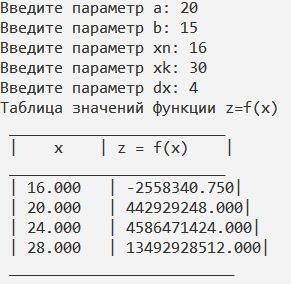 Введите параметр a: 20
Введите параметр b: 15
Введите параметр xn: 16
Введите параметр xk: 30
Введите параметр dx: 4
Таблица значений функции z=f(x)
_________________________
|    x    | z = f(x)    |
_________________________
| 16.000   | -2558340.750|
| 20.000   | 442929248.000|
| 24.000   | 4586471424.000|
| 28.000   | 13492928512.000|
__________________________